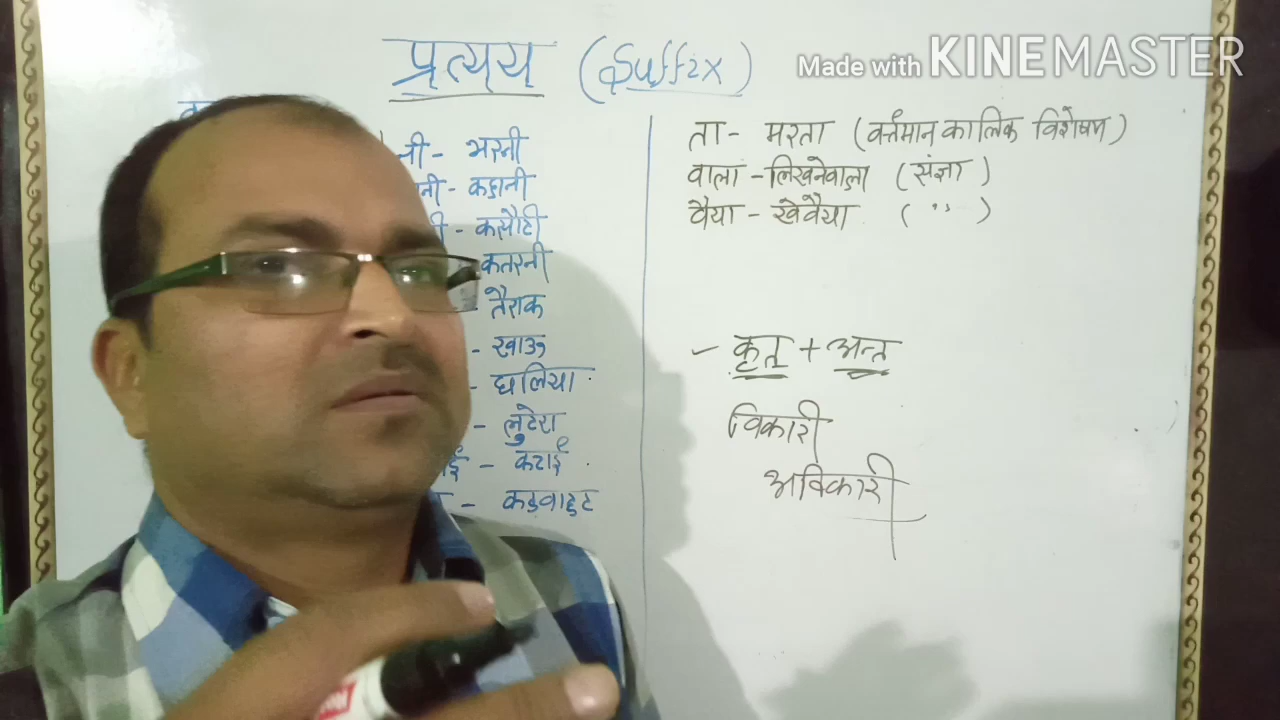 प्रत्यय (Suffix)
Made with KINEMASTER
नी - भरनी
नी - कहानी
टी - कसौटी
कतरनी
- तैराक
- खाऊ
- घलिया
- लुटेरा
ाई - कटाई
- कड़वाहट
ता - मरता (वर्त्तमान कालिक विशेषण)
वाला - लिखनेवाला (संज्ञा)
वैया - खेवैया ( ,, )
कृत् + अन्त
विकारी
अविकारी